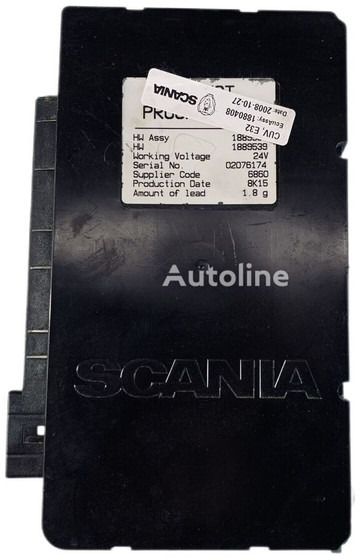 SCANIA
CUV, E32
EcuAssy: 1880408
Date: 2008-10-27
HW Assy
HW 1889539
Working Voltage 24V
Serial No. 02076174
Supplier Code 6860
Production Date 8K15
Amount of lead 1.8 g
Autoline
SCANIA